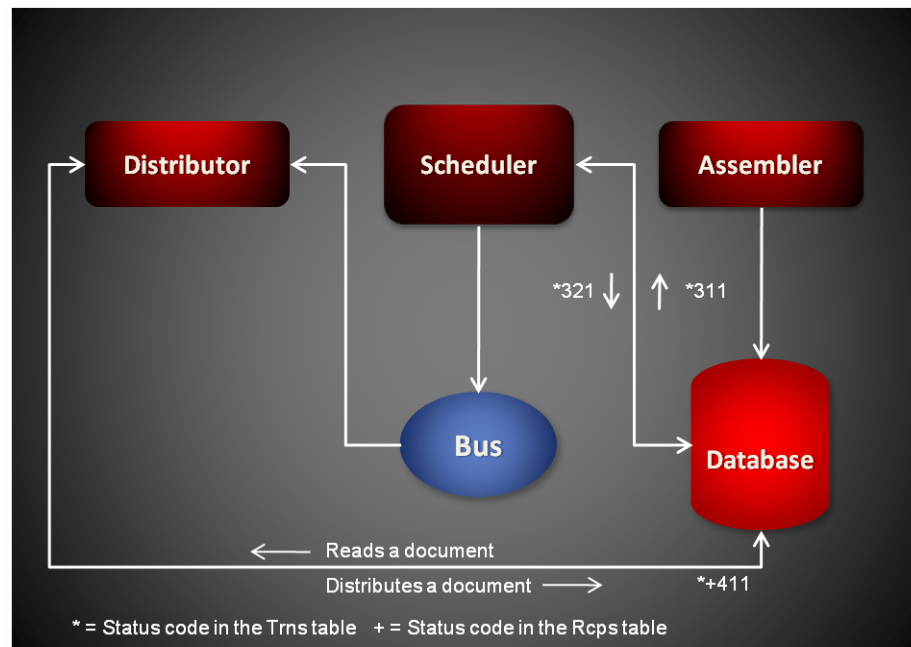 Distributor
Scheduler
Assembler
*321
*311
Bus
Database
Reads a document
Distributes a document
*+411
* = Status code in the Trns table + = Status code in the Rcps table